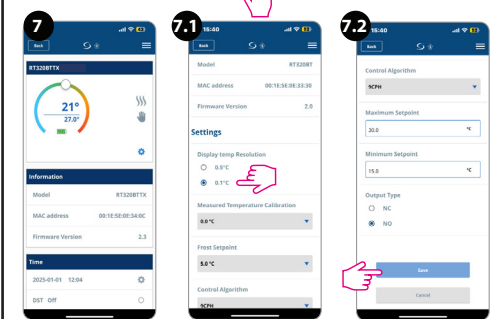 7
Back
RT320BTTX
21°
27.0°
Information
Model RT320BTTX
MAC address 00:1E:5E:0E:34:0C
Firmware Version 2.3
Time
2025-01-01 12:04
DST Off
7.1
15:40
Back
Model RT320BT
MAC address 00:1E:5E:0E:33:30
Firmware Version 2.0
Settings
Display temp Resolution
0.5°C
0.1°C
Measured Temperature Calibration
0.0 °C
Frost Setpoint
5.0 °C
Control Algorithm
9CPH
7.2
15:40
Back
Control Algorithm
9CPH
Maximum Setpoint
30.0 °C
Minimum Setpoint
15.0 °C
Output Type
NC
NO
Save
Cancel